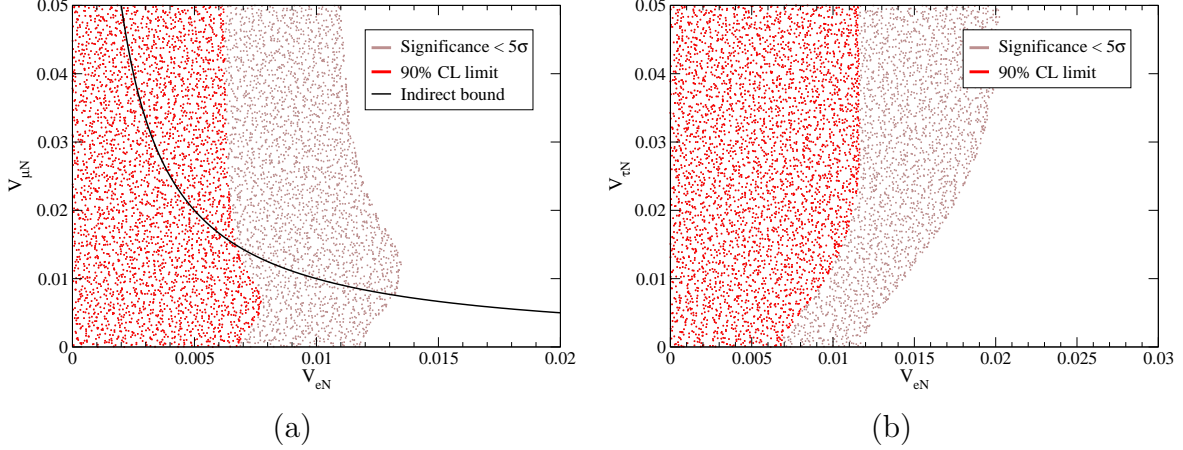 0.05
0.04
0.03
0.02
0.01
0
V_μN
0
0.005
0.01
0.015
0.02
V_eN
Significance < 5σ
90% CL limit
Indirect bound
(a)
0.05
0.04
0.03
0.02
0.01
0
V_τN
0
0.005
0.01
0.015
0.02
0.025
0.03
V_eN
Significance < 5σ
90% CL limit
(b)